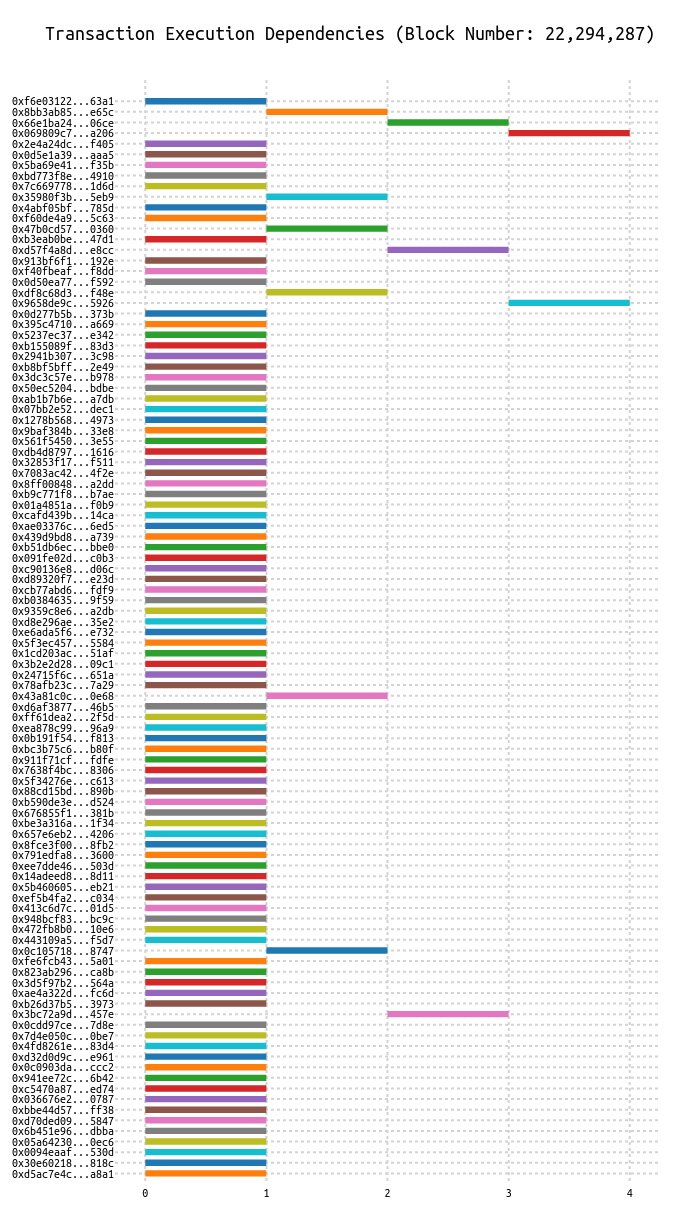 Transaction Execution Dependencies (Block Number: 22,294,287)
0xf6e03122...63a1
0x8bb3ab85...e65c
0x66e1ba24...06ce
0x069809c7...a206
0x2e4a24dc...f405
0x0d5e1a39...aaa5
0x5ba69e41...f35b
0xbd773f8e...4910
0x7c669778...1d6d
0x35980f3b...5eb9
0x4abf05bf...785d
0xf60de4a9...5c63
0x47b0cd57...0360
0xb3eab0be...47d1
0xd57f4a8d...e8cc
0x913bf6f1...192e
0xf40fbeaf...f8dd
0x0d50ea77...f592
0xdf8c68d3...f48e
0x9658de9c...5926
0x0d277b5b...373b
0x395c4710...a669
0x5237ec37...e342
0xb155089f...83d3
0x2941b307...3c98
0xb8bf5bff...2e49
0x3dc3c57e...b978
0x50ec5204...bdbe
0xab1b7b6e...a7db
0x07bb2e52...dec1
0x1278b568...4973
0x9baf384b...33e8
0x561f5450...3e55
0xdb4d8797...1616
0x32853f17...f511
0x7083ac42...4f2e
0x8ff00848...a2dd
0xb9c771f8...b7ae
0x01a4851a...f0b9
0xcafd439b...14ca
0xae03376c...6ed5
0x439d9bd8...a739
0xb51db6ec...bbe0
0x091fe02d...c0b3
0xc90136e8...d06c
0xd89320f7...e23d
0xcb77abd6...fdf9
0xb0384635...9f59
0x9359c8e6...a2db
0xd8e296ae...35e2
0xe6ada5f6...e732
0x5f3ec457...5584
0x1cd203ac...51af
0x3b2e2d28...09c1
0x24715f6c...651a
0x78afb23c...7a29
0x43a81c0c...0e68
0xd6af3877...46b5
0xff61dea2...2f5d
0xea878c99...96a9
0x0b191f54...f813
0xbc3b75c6...b80f
0x911f71cf...fdfe
0x7638f4bc...8306
0x5f34276e...c613
0x88cd15bd...890b
0xb590de3e...d524
0x676855f1...381b
0xbe3a316a...1f34
0x657e6eb2...4206
0x8fce3f00...8fb2
0x791edfa8...3600
0xee7dde46...503d
0x14adeed8...8d11
0x5b460605...eb21
0xef5b4fa2...c034
0x413c6d7c...01d5
0x948bcf83...bc9c
0x472fb8b0...10e6
0x443109a5...f5d7
0x0c105718...8747
0xfe6fcb43...5a01
0x823ab296...ca8b
0x3d5f97b2...564a
0xae4a322d...fc6d
0xb26d37b5...3973
0x3bc72a9d...457e
0x0cdd97ce...7d8e
0x7d4e050c...0be7
0x4fd8261e...83d4
0xd32d0d9c...e961
0x0c0903da...ccc2
0x941ee72c...6b42
0xc5470a87...ed74
0x036676e2...0787
0xbbe44d57...ff38
0xd70ded09...5847
0x6b451e96...dbba
0x05a64230...0ec6
0x0094eaaf...530d
0x30e60218...818c
0xd5ac7e4c...a8a1
0 1 2 3 4